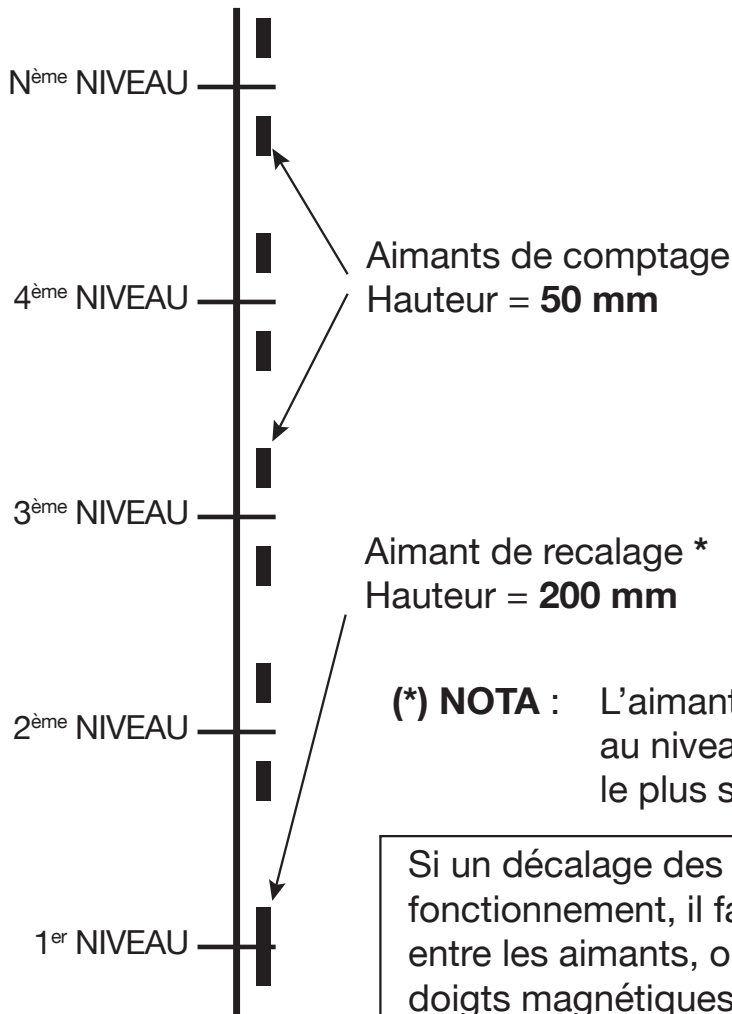 Nème NIVEAU
Aimants de comptage
Hauteur = 50 mm
4ème NIVEAU
3ème NIVEAU
Aimant de recalage *
Hauteur = 200 mm
(*) NOTA : L'aimant
au nivea
le plus s
2ème NIVEAU
Si un décalage des
fonctionnement, il fa
entre les aimants, o
doigts magnétiques
1er NIVEAU